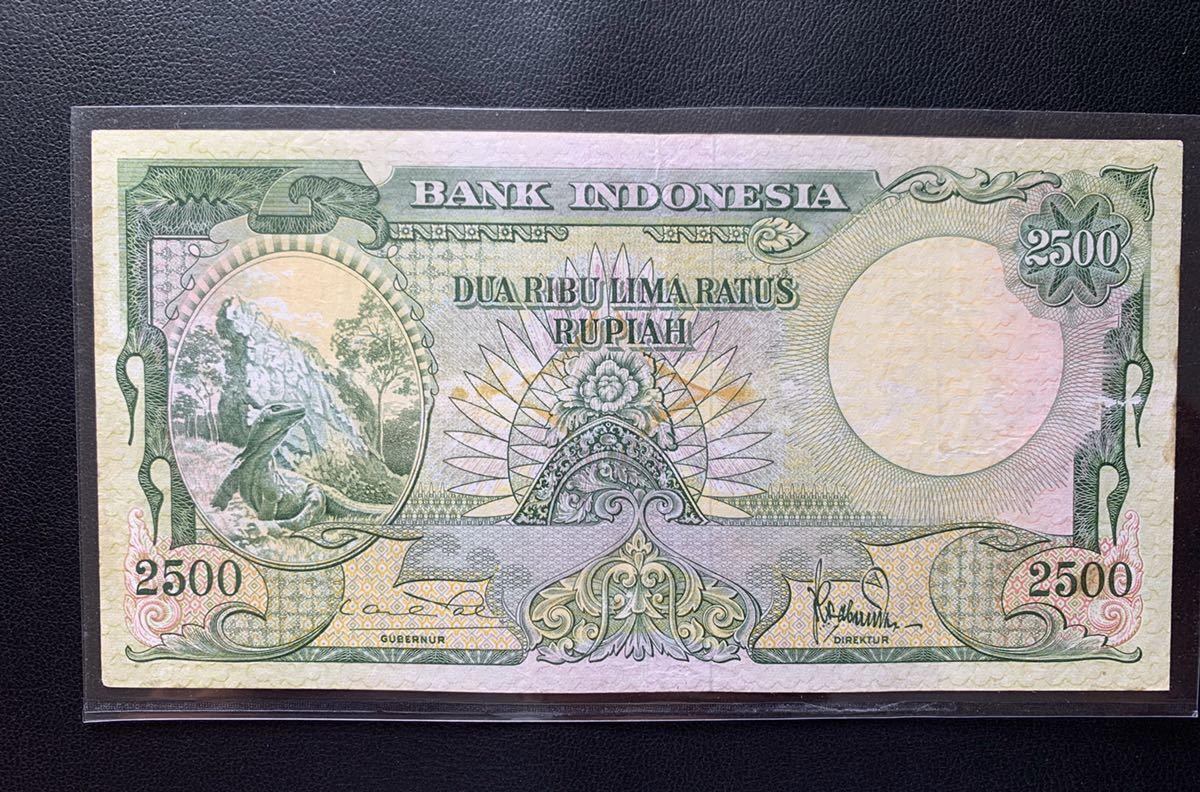 BANK INDONESIA
2500
DUA RIBU LIMA RATUS
RUPIAH
2500
2500
GUBERNUR
DIREKTUR